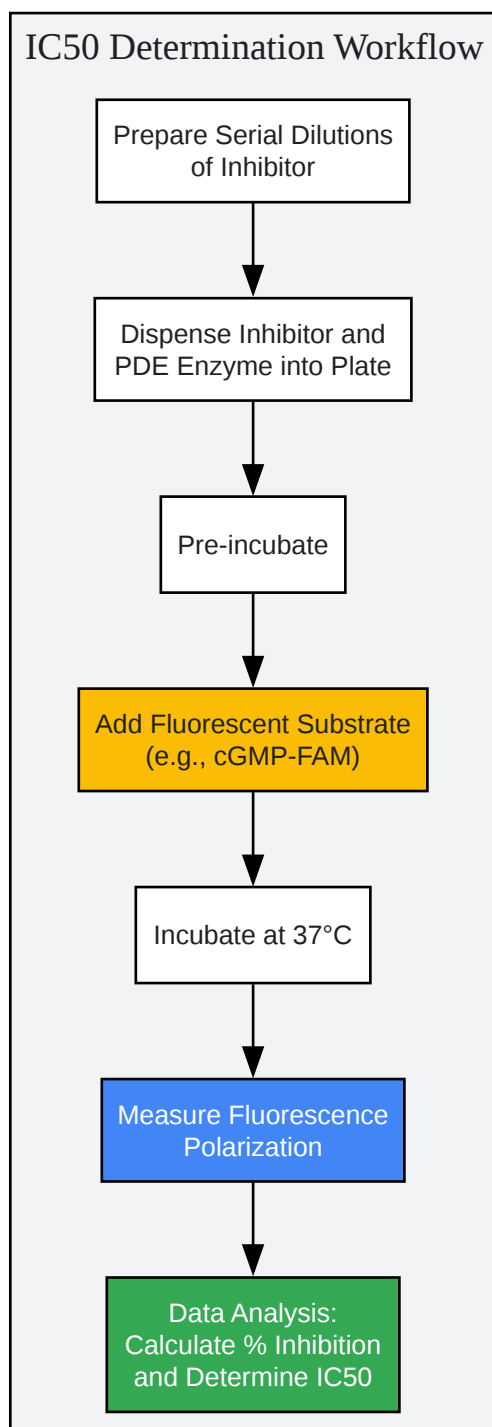 IC50 Determination Workflow
Prepare Serial Dilutions
of Inhibitor
Dispense Inhibitor and
PDE Enzyme into Plate
Pre-incubate
Add Fluorescent Substrate
(e.g., cGMP-FAM)
Incubate at 37°C
Measure Fluorescence
Polarization
Data Analysis:
Calculate % Inhibition
and Determine IC50